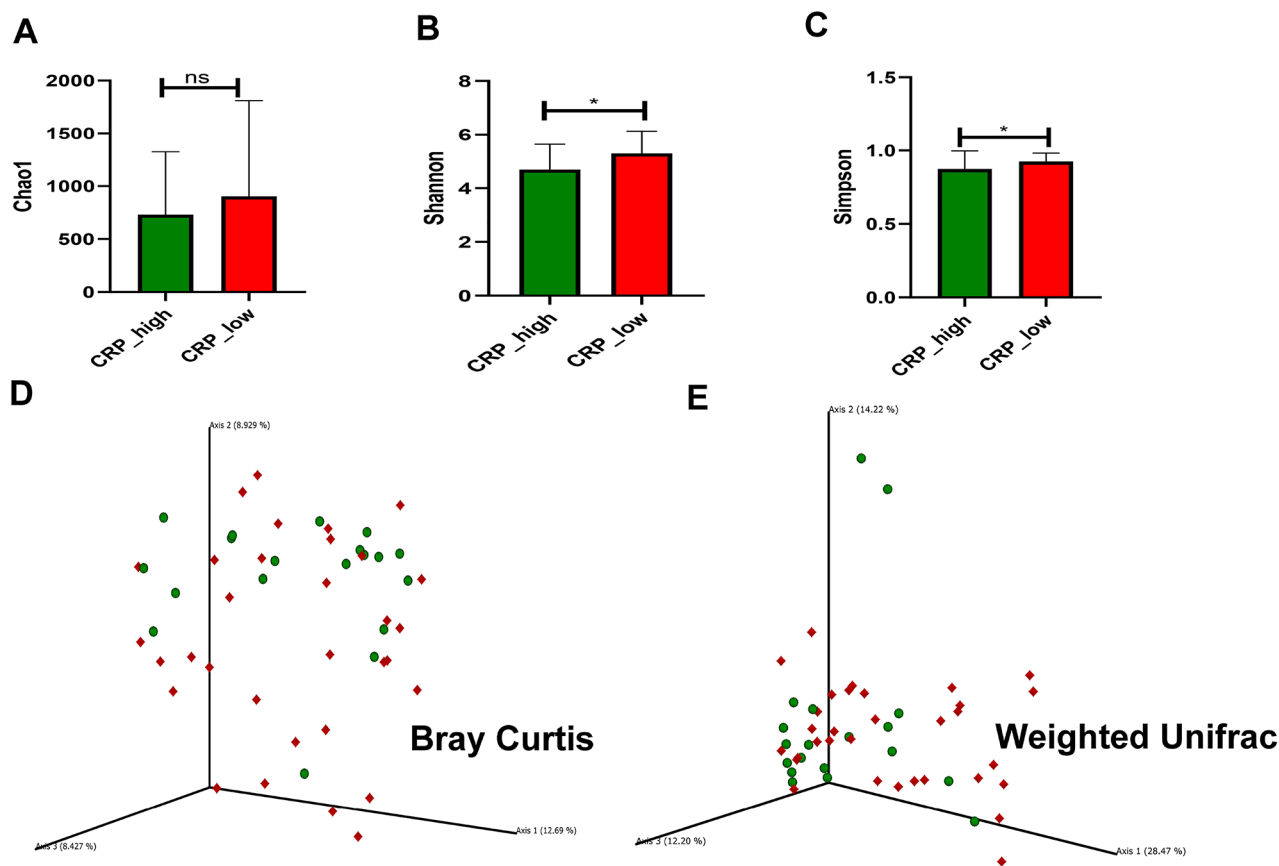 A
B
C
2000
1500
1000
500
0
Chao1
ns
CRP_high
CRP_low
8
6
4
2
0
Shannon
*
CRP_high
CRP_low
1.5
1.0
0.5
0.0
Simpson
*
CRP_high
CRP_low
D
E
Axis 2 (8.929 %)
Bray Curtis
Axis 1 (12.69 %)
Axis 3 (8.427 %)
Axis 2 (14.22 %)
Weighted Unifrac
Axis 3 (12.20 %)
Axis 1 (28.47 %)